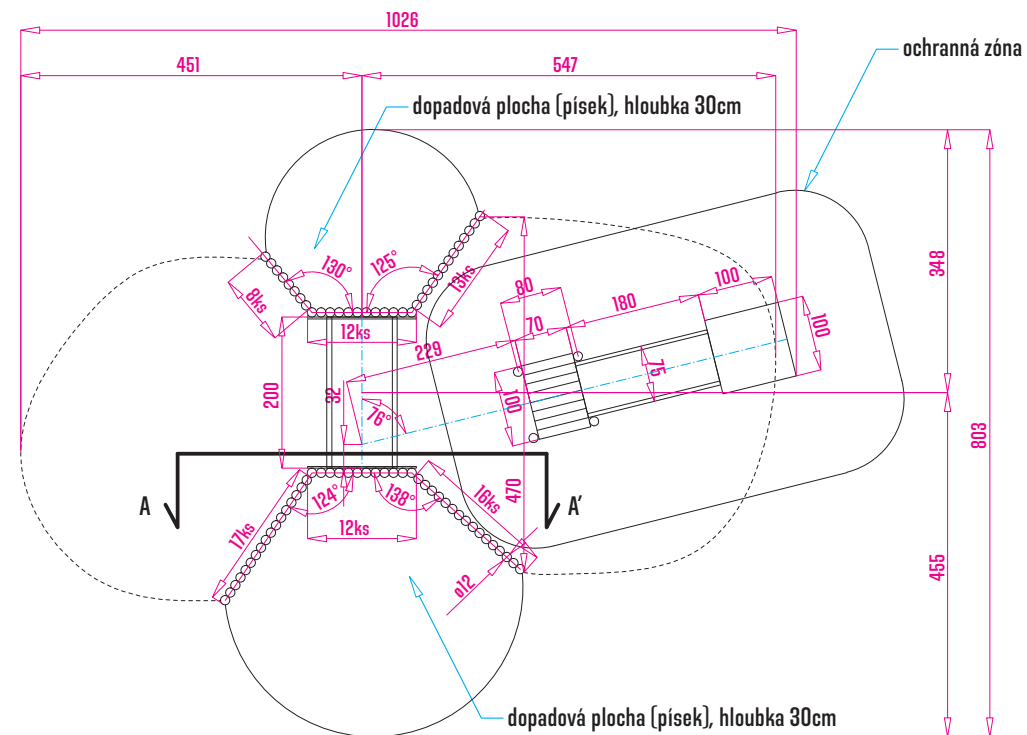 1026
451
547
ochranná zóna
dopadová plocha (písek), hloubka 30cm
130°
125°
8ks
13ks
12ks
80
70
180
100
100
348
803
229
200
32
76°
100
75
470
A
A'
124°
138°
16ks
17ks
12ks
ø12
455
dopadová plocha (písek), hloubka 30cm